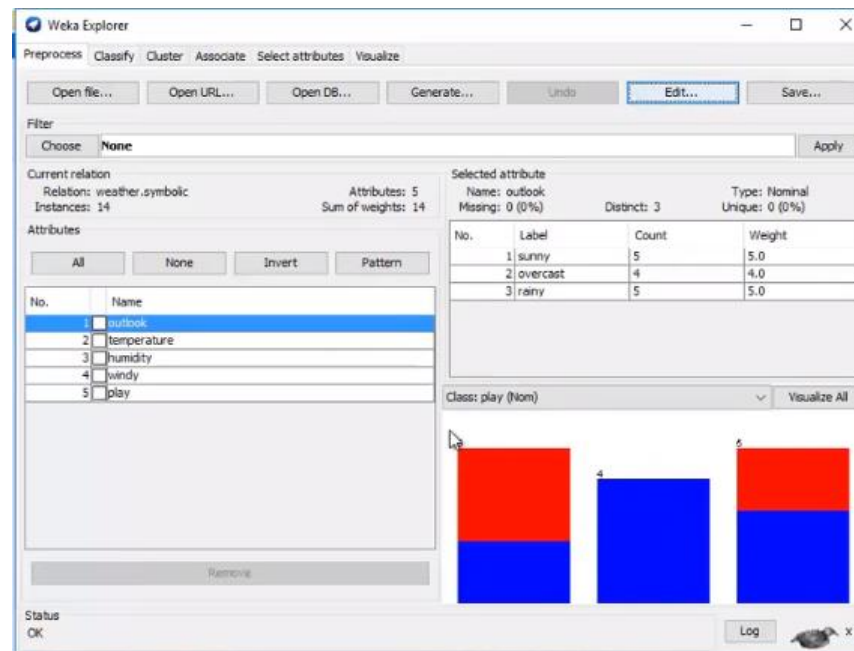 Weka Explorer
Preprocess Classify Cluster Associate Select attributes Visualize
Open file... Open URL... Open DB... Generate... Undo Edit... Save...
Filter
Choose None Apply
Current relation
Relation: weather.symbolic Attributes: 5
Instances: 14 Sum of weights: 14
Selected attribute
Name: outlook Type: Nominal
Missing: 0 (0%) Distinct: 3 Unique: 0 (0%)
Attributes
All None Invert Pattern
No. Name
1 outlook
2 temperature
3 humidity
4 windy
5 play
Remove
No. Label Count Weight
1 sunny 5 5.0
2 overcast 4 4.0
3 rainy 5 5.0
Class: play (Nom) Visualize All
4
Status
OK
Log x